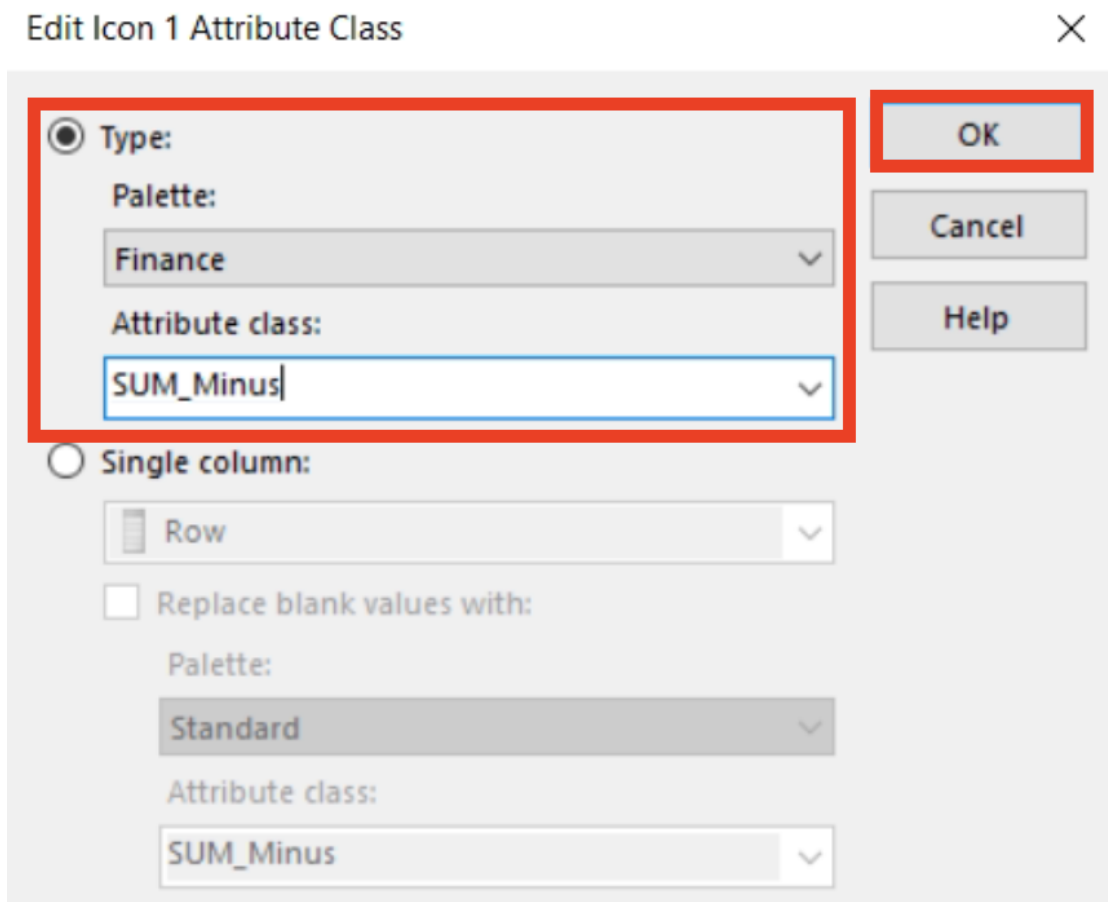 Edit Icon 1 Attribute Class
Type:
OK
Palette:
Cancel
Finance
Attribute class:
Help
SUM_Minus
Single column:
Row
Replace blank values with:
Palette:
Standard
Attribute class:
SUM_Minus